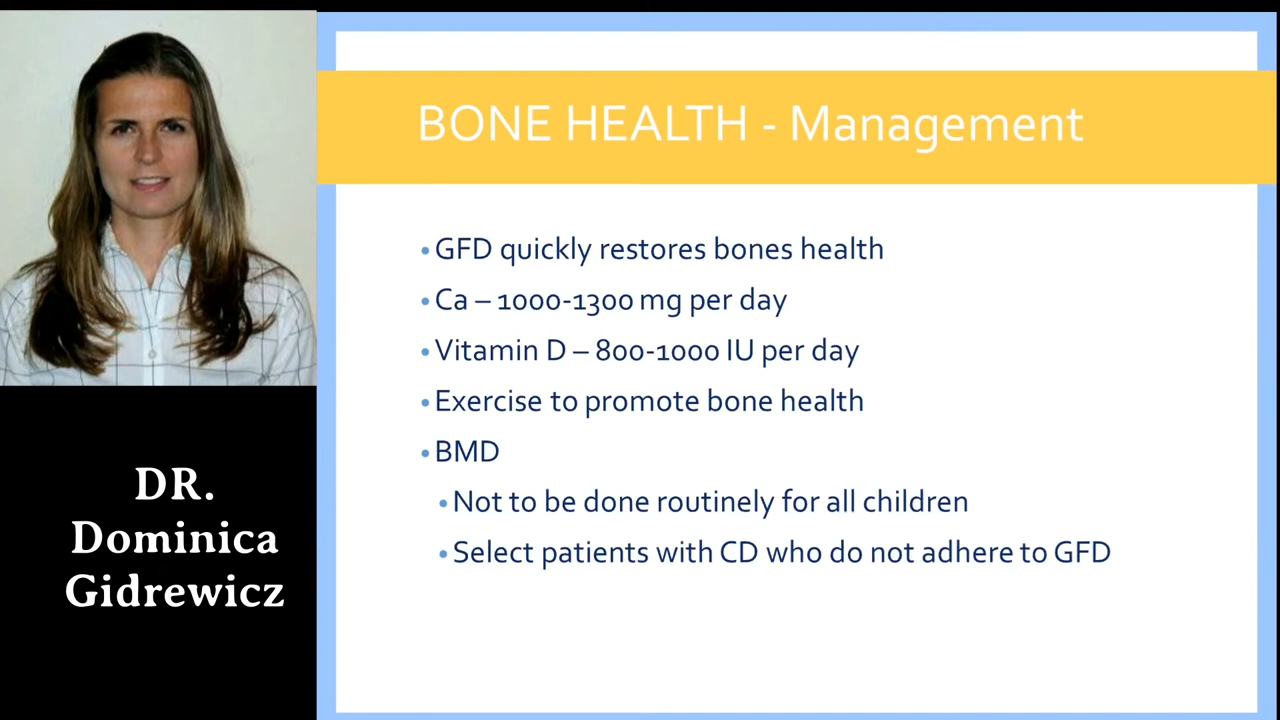 BONE HEALTH - Management
• GFD quickly restores bones health
• Ca – 1000-1300 mg per day
• Vitamin D – 800-1000 IU per day
• Exercise to promote bone health
• BMD
• Not to be done routinely for all children
• Select patients with CD who do not adhere to GFD
DR.
Dominica
Gidrewicz